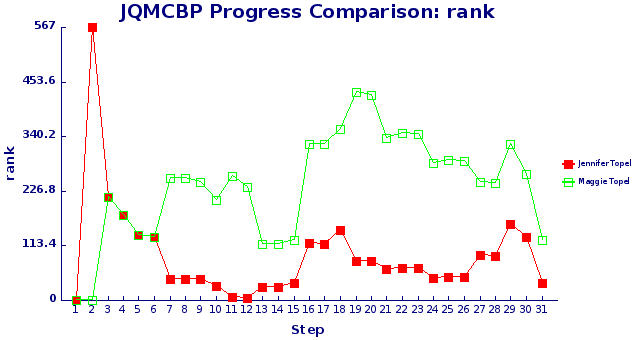 JQMCBP Progress Comparison: rank
567
453.6
340.2
226.8
113.4
0
rank
1 2 3 4 5 6 7 8 9 10 11 12 13 14 15 16 17 18 19 20 21 22 23 24 25 26 27 28 29 30 31
Step
Jennifer Topel
Maggie Topel